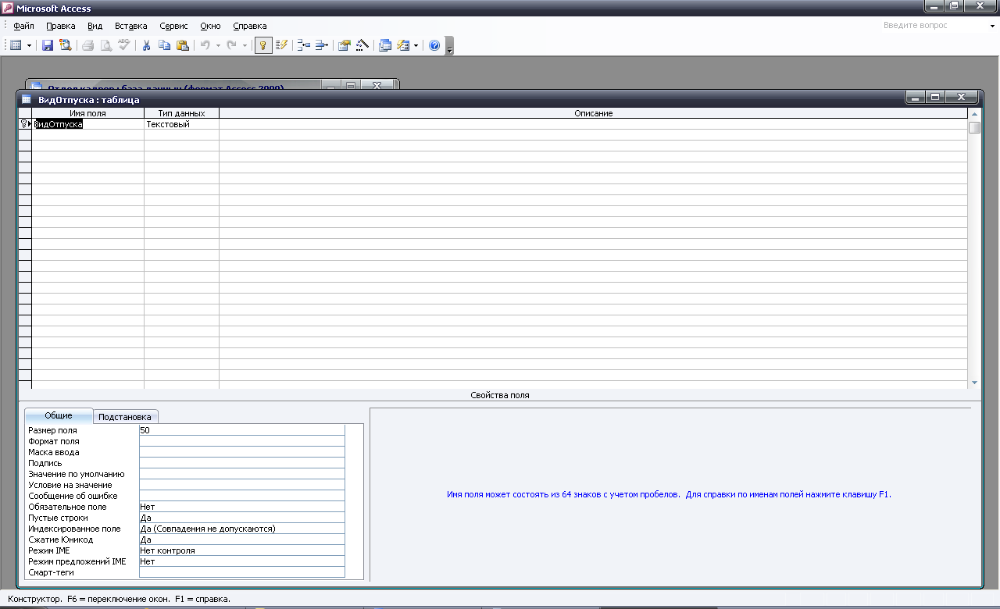 Microsoft Access
Файл Правка Вид Вставка Сервис Окно Справка
Введите вопрос
Отдел кадров : база данных (формат Access 2000)
ВидОтпуска : таблица
Имя поля Тип данных Описание
ВидОтпуска Текстовый
Свойства поля
Общие Подстановка
Размер поля 50
Формат поля
Маска ввода
Подпись
Значение по умолчанию
Условие на значение
Сообщение об ошибке
Обязательное поле Нет
Пустые строки Да
Индексированное поле Да (Совпадения не допускаются)
Сжатие Юникод Да
Режим IME Нет контроля
Режим предложений IME Нет
Смарт-теги
Имя поля может состоять из 64 знаков с учетом пробелов. Для справки по именам полей нажмите клавишу F1.
Конструктор. F6 = переключение окон. F1 = справка.